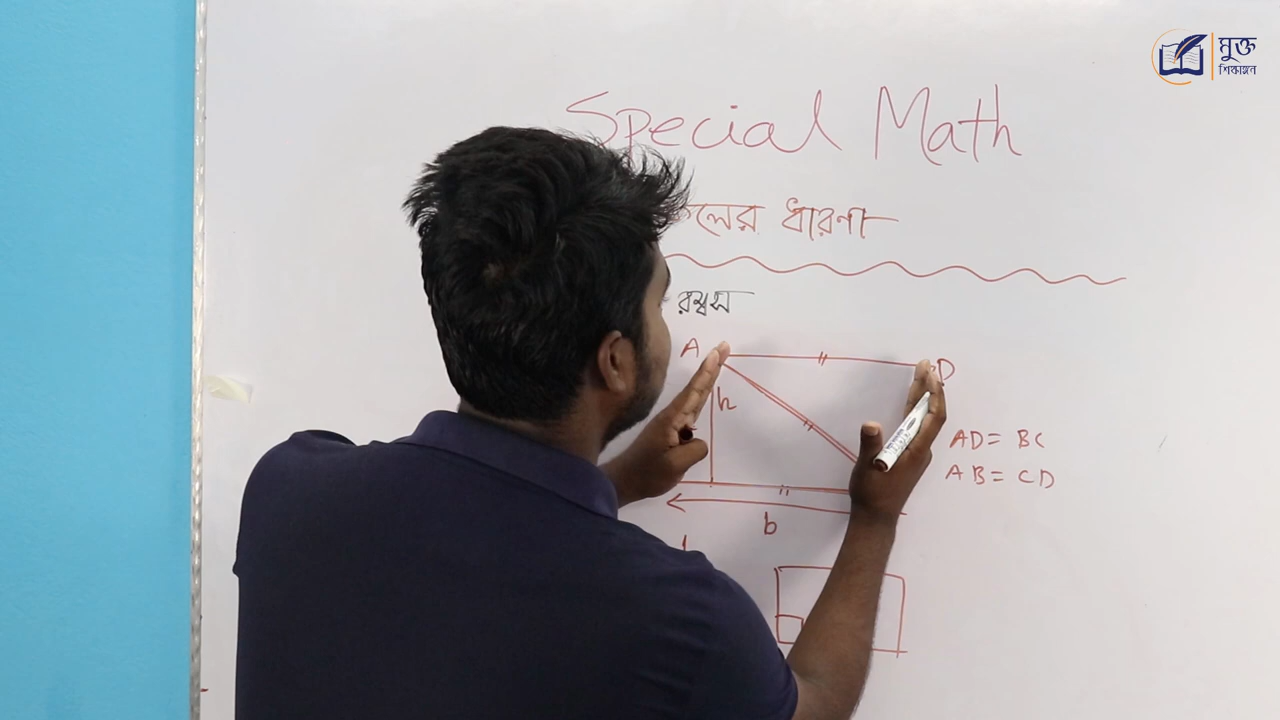 মুক্ত
শিক্ষাঙ্গন
Special Math
ধারণা
রম্বস
A
D
h
AD = BC
AB = CD
b